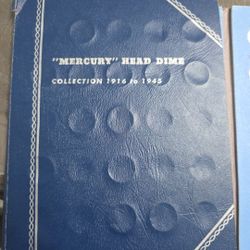 "MERCURY" HEAD DIME
COLLECTION 1916 to 1945